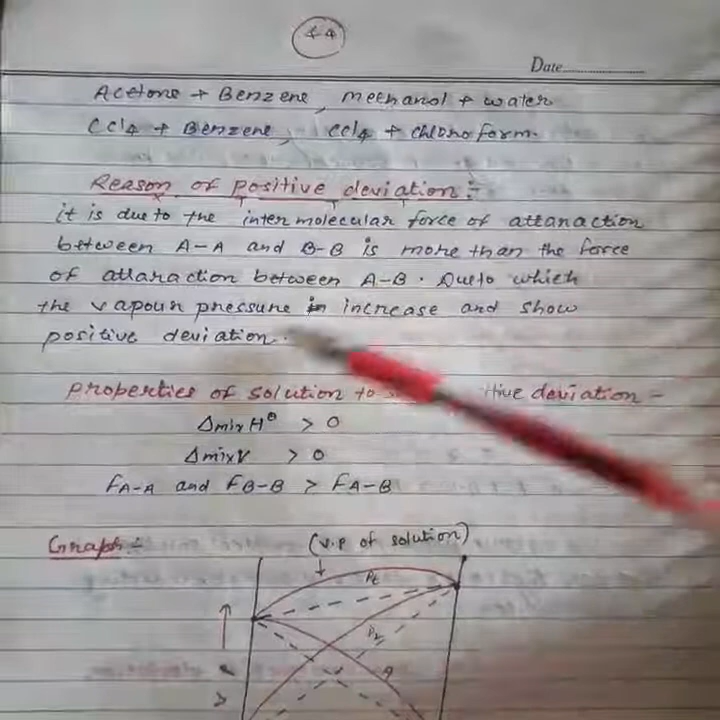 44
Date
Acetone + Benzene, methanol + water
CCl4 + Benzene, CCl4 + chloroform.
Reason of positive deviation :-
it is due to the intermolecular force of attaraction
between A-A and B-B is more than the force
of attaraction between A-B. Dueto which
the vapour pressure increase and show
positive deviation.
Properties of solution to tive deviation -
ΔmixH° > 0
ΔmixV > 0
FA-A and FB-B > FA-B
Graph :-
(v.p of solution)
Pt
P2